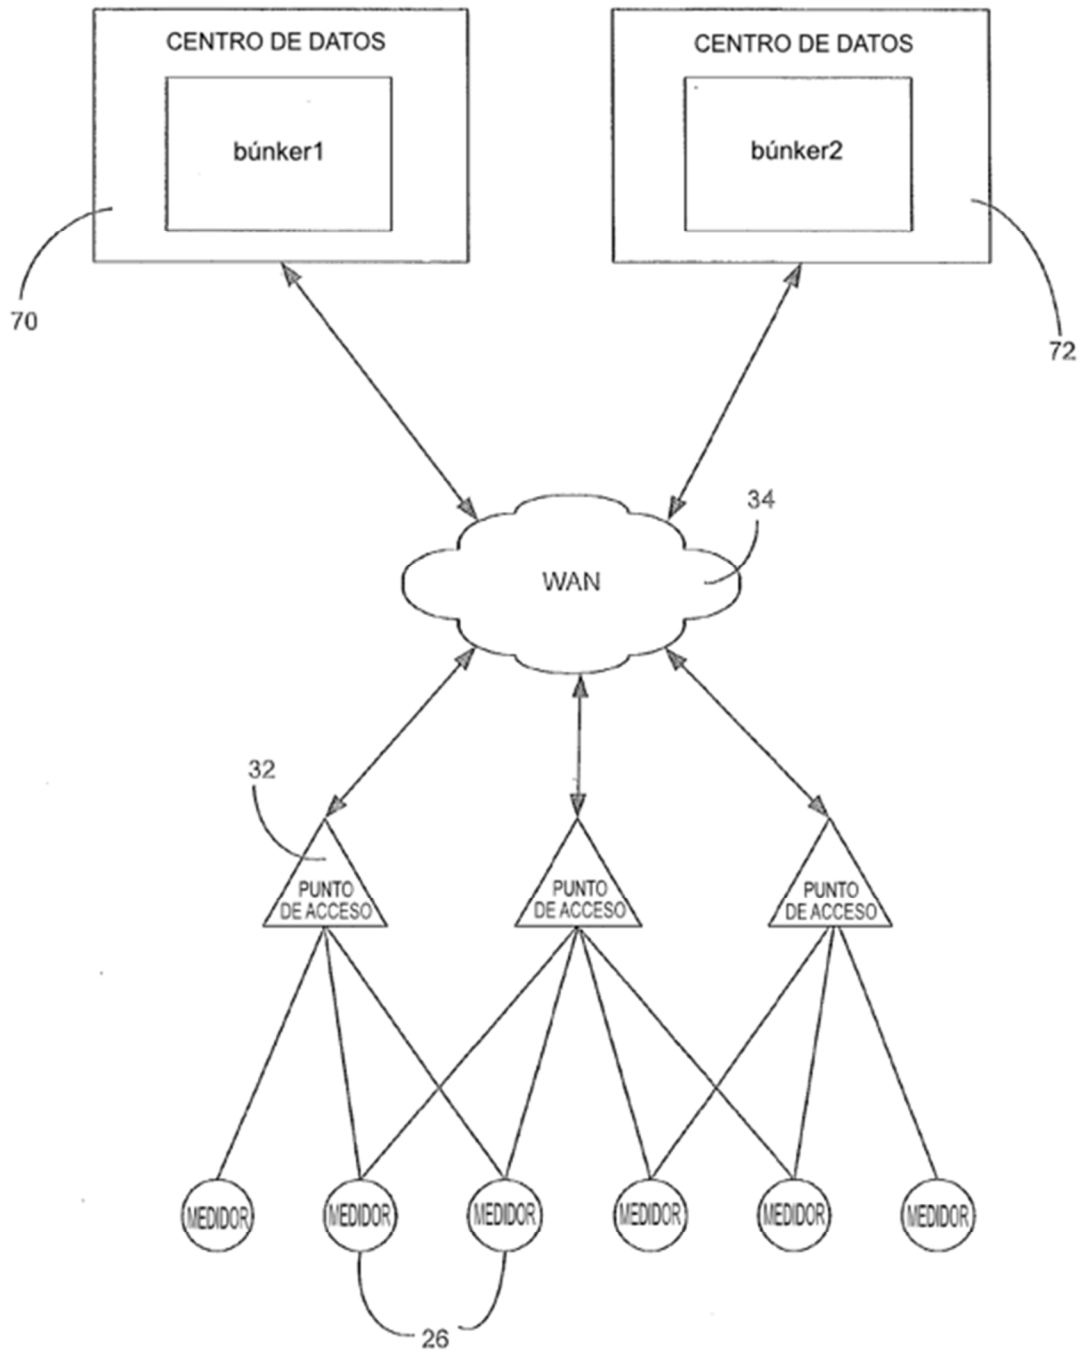 CENTRO DE DATOS
CENTRO DE DATOS
búnker1
búnker2
70
72
34
WAN
32
PUNTO
DE ACCESO
PUNTO
DE ACCESO
PUNTO
DE ACCESO
MEDIDOR
MEDIDOR
MEDIDOR
MEDIDOR
MEDIDOR
MEDIDOR
26